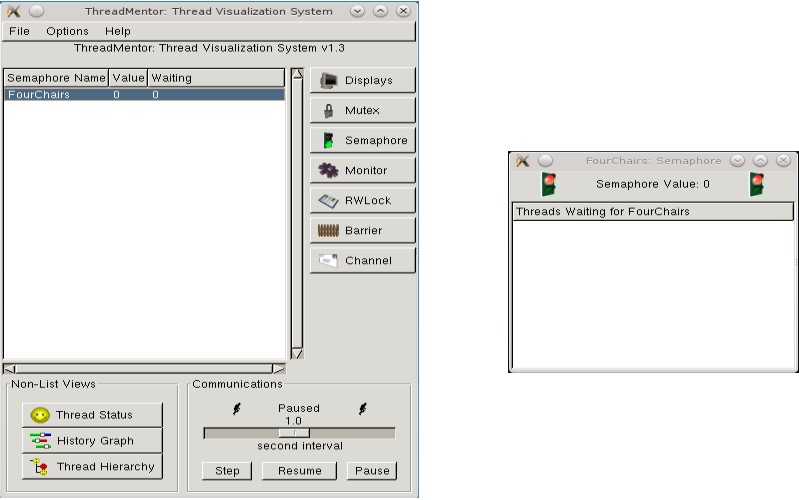 ThreadMentor: Thread Visualization System
File Options Help
ThreadMentor: Thread Visualization System v1.3
Semaphore Name Value Waiting
FourChairs 0 0
Displays
Mutex
Semaphore
Monitor
RWLock
Barrier
Channel
Non-List Views
Thread Status
History Graph
Thread Hierarchy
Communications
Paused
1.0
second interval
Step Resume Pause
FourChairs: Semaphore
Semaphore Value: 0
Threads Waiting for FourChairs